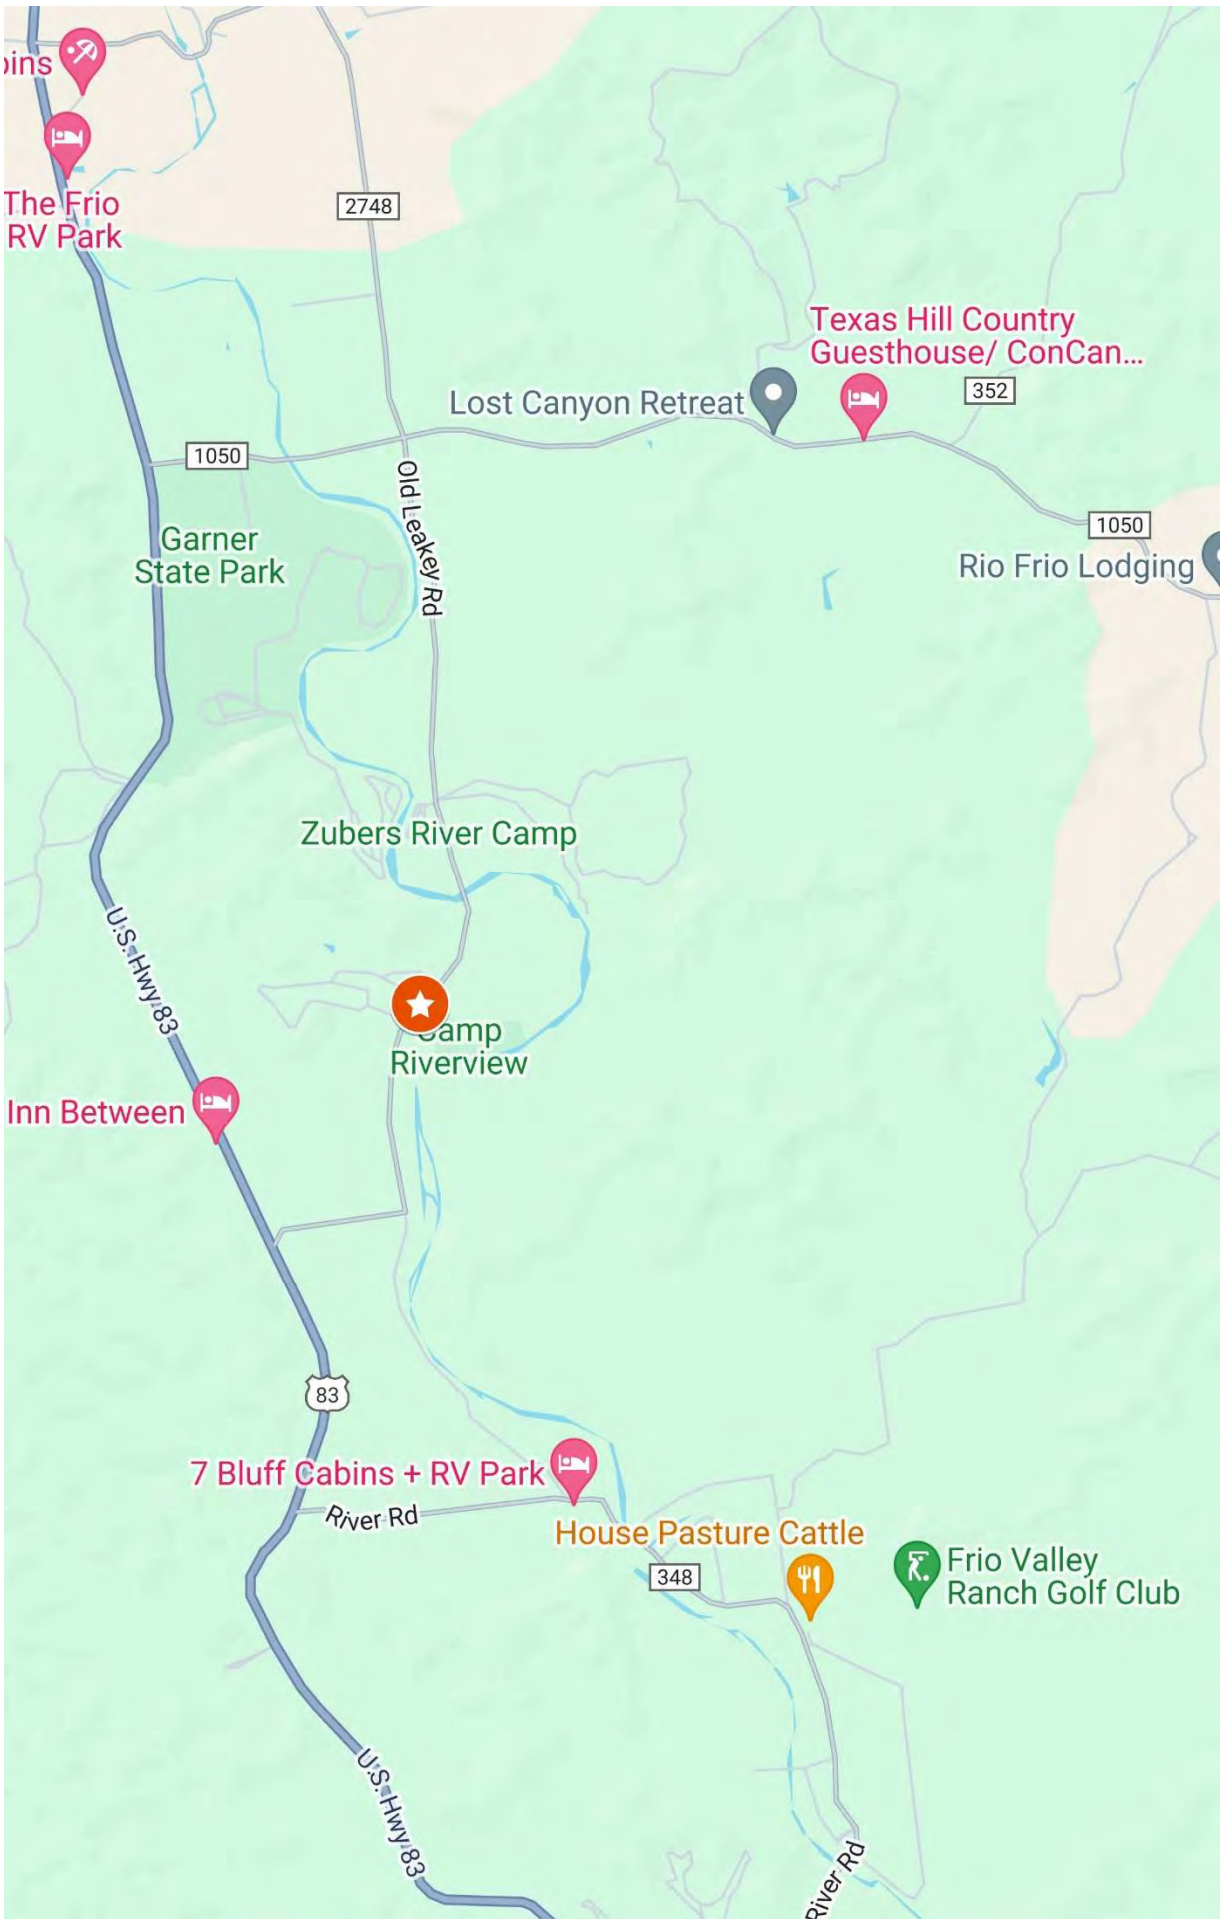 bins
The Frio
RV Park
2748
Texas Hill Country
Guesthouse/ ConCan...
352
Lost Canyon Retreat
1050
Old Leakey Rd
1050
Garner
State Park
Rio Frio Lodging
Zubers River Camp
U.S. Hwy 83
Camp
Riverview
Inn Between
83
7 Bluff Cabins + RV Park
River Rd
House Pasture Cattle
348
Frio Valley
Ranch Golf Club
U.S. Hwy 83
River Rd